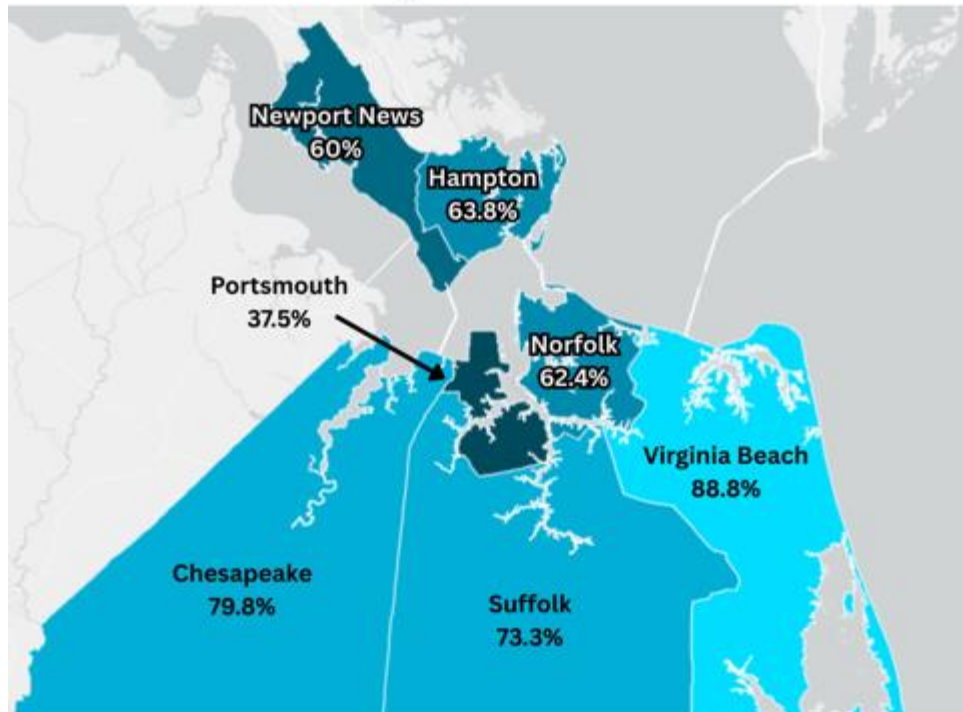 Newport News
60%
Hampton
63.8%
Portsmouth
37.5%
Norfolk
62.4%
Virginia Beach
88.8%
Chesapeake
79.8%
Suffolk
73.3%